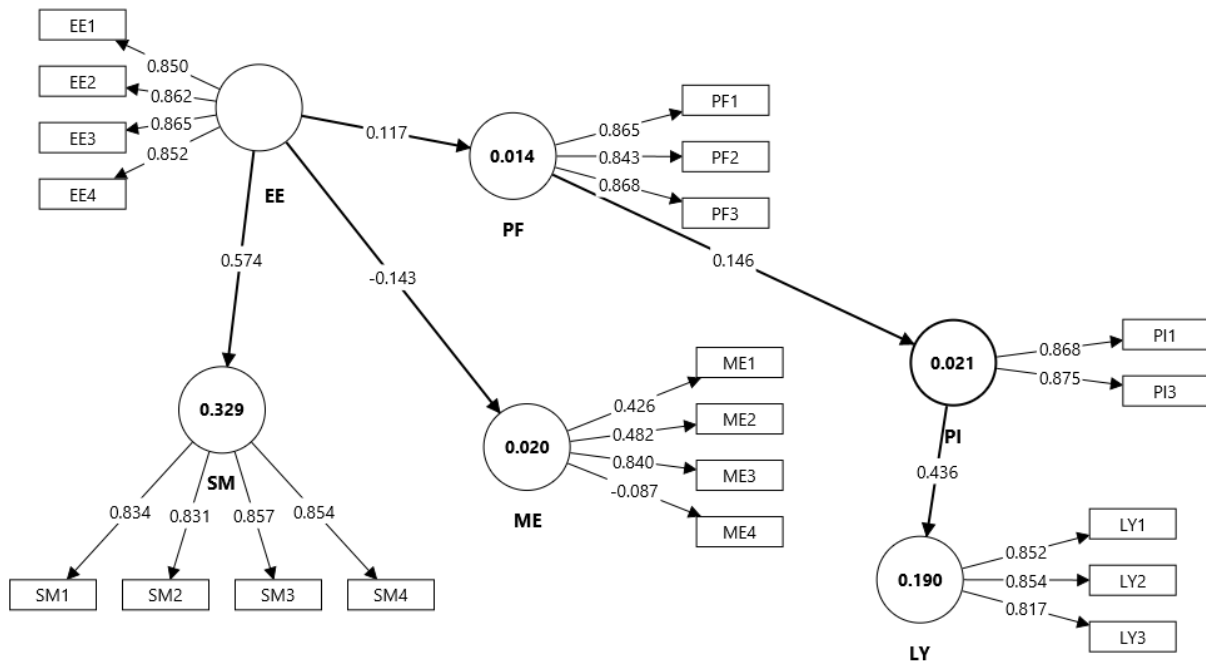 EE1
EE2
EE3
EE4
0.850
0.862
0.865
0.852
EE
0.117
0.014
PF
0.865
0.843
0.868
PF1
PF2
PF3
0.574
-0.143
0.146
0.329
SM
0.834
0.831
0.857
0.854
SM1
SM2
SM3
SM4
0.020
ME
0.426
0.482
0.840
-0.087
ME1
ME2
ME3
ME4
0.021
PI
0.868
0.875
PI1
PI3
0.436
0.190
LY
0.852
0.854
0.817
LY1
LY2
LY3